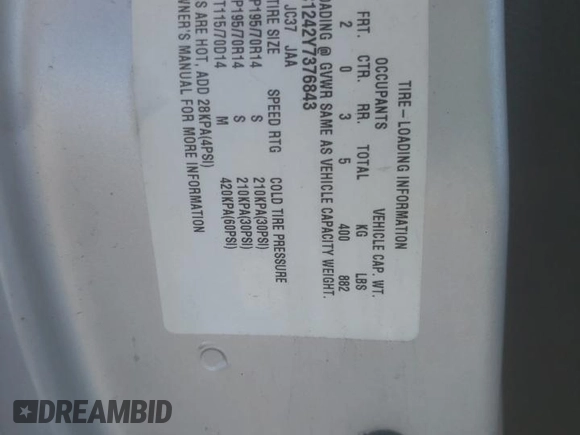 TIRE-LOADING INFORMATION
OCCUPANTS VEHICLE CAP. WT.
FRT. CTR. RR. TOTAL KG LBS
2 0 3 5 400 882
LOADING @ GVWR SAME AS VEHICLE CAPACITY WEIGHT.
1242Y7376843
JC37 JAA
TIRE SIZE SPEED RTG COLD TIRE PRESSURE
P195/70R14 S 210KPA(30PSI)
P195/70R14 S 210KPA(30PSI)
T115/70D14 M 420KPA(60PSI)
S ARE HOT, ADD 28KPA(4PSI)
WNER'S MANUAL FOR MORE INFORMATION
DREAMBID